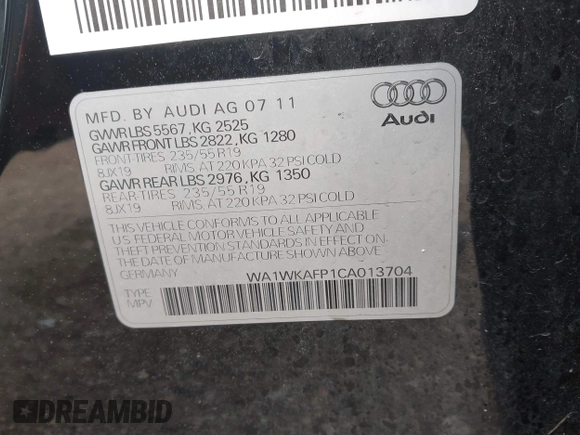 MFD. BY AUDI AG 07 11
GVWR LBS 5567, KG 2525
GAWR FRONT LBS 2822, KG 1280
FRONT-TIRES 235/55 R19
8JX19 RIMS AT 220 KPA 32 PSI COLD
GAWR REAR LBS 2976, KG 1350
REAR-TIRES 235/55 R19
8JX19 RIMS AT 220 KPA 32 PSI COLD
THIS VEHICLE CONFORMS TO ALL APPLICABLE
U.S. FEDERAL MOTOR VEHICLE SAFETY AND
THEFT PREVENTION STANDARDS IN EFFECT ON
THE DATE OF MANUFACTURE SHOWN ABOVE
GERMANY WA1WKAFP1CA013704
TYPE
MPV
Audi
DREAMBID